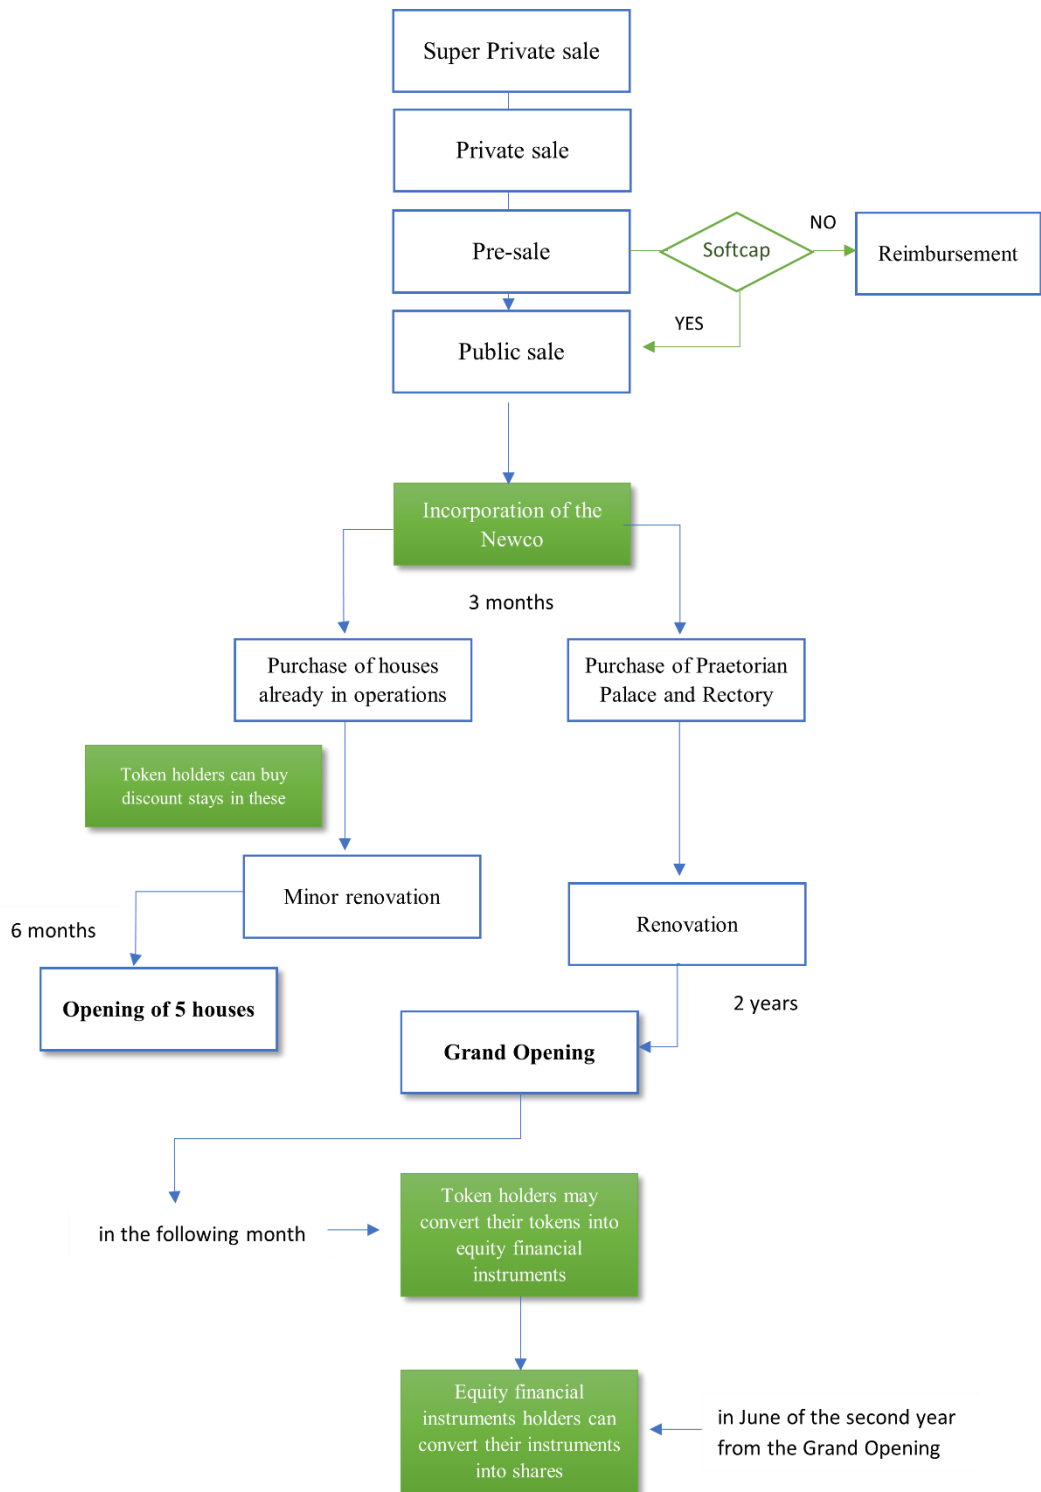 Super Private sale
Private sale
Pre-sale
Softcap
NO
Reimbursement
YES
Public sale
Incorporation of the
Newco
3 months
Purchase of houses
already in operations
Purchase of Praetorian
Palace and Rectory
Token holders can buy
discount stays in these
Minor renovation
Renovation
6 months
Opening of 5 houses
2 years
Grand Opening
Token holders may
convert their tokens into
equity financial
instruments
in the following month
Equity financial
instruments holders can
convert their instruments
into shares
in June of the second year
from the Grand Opening